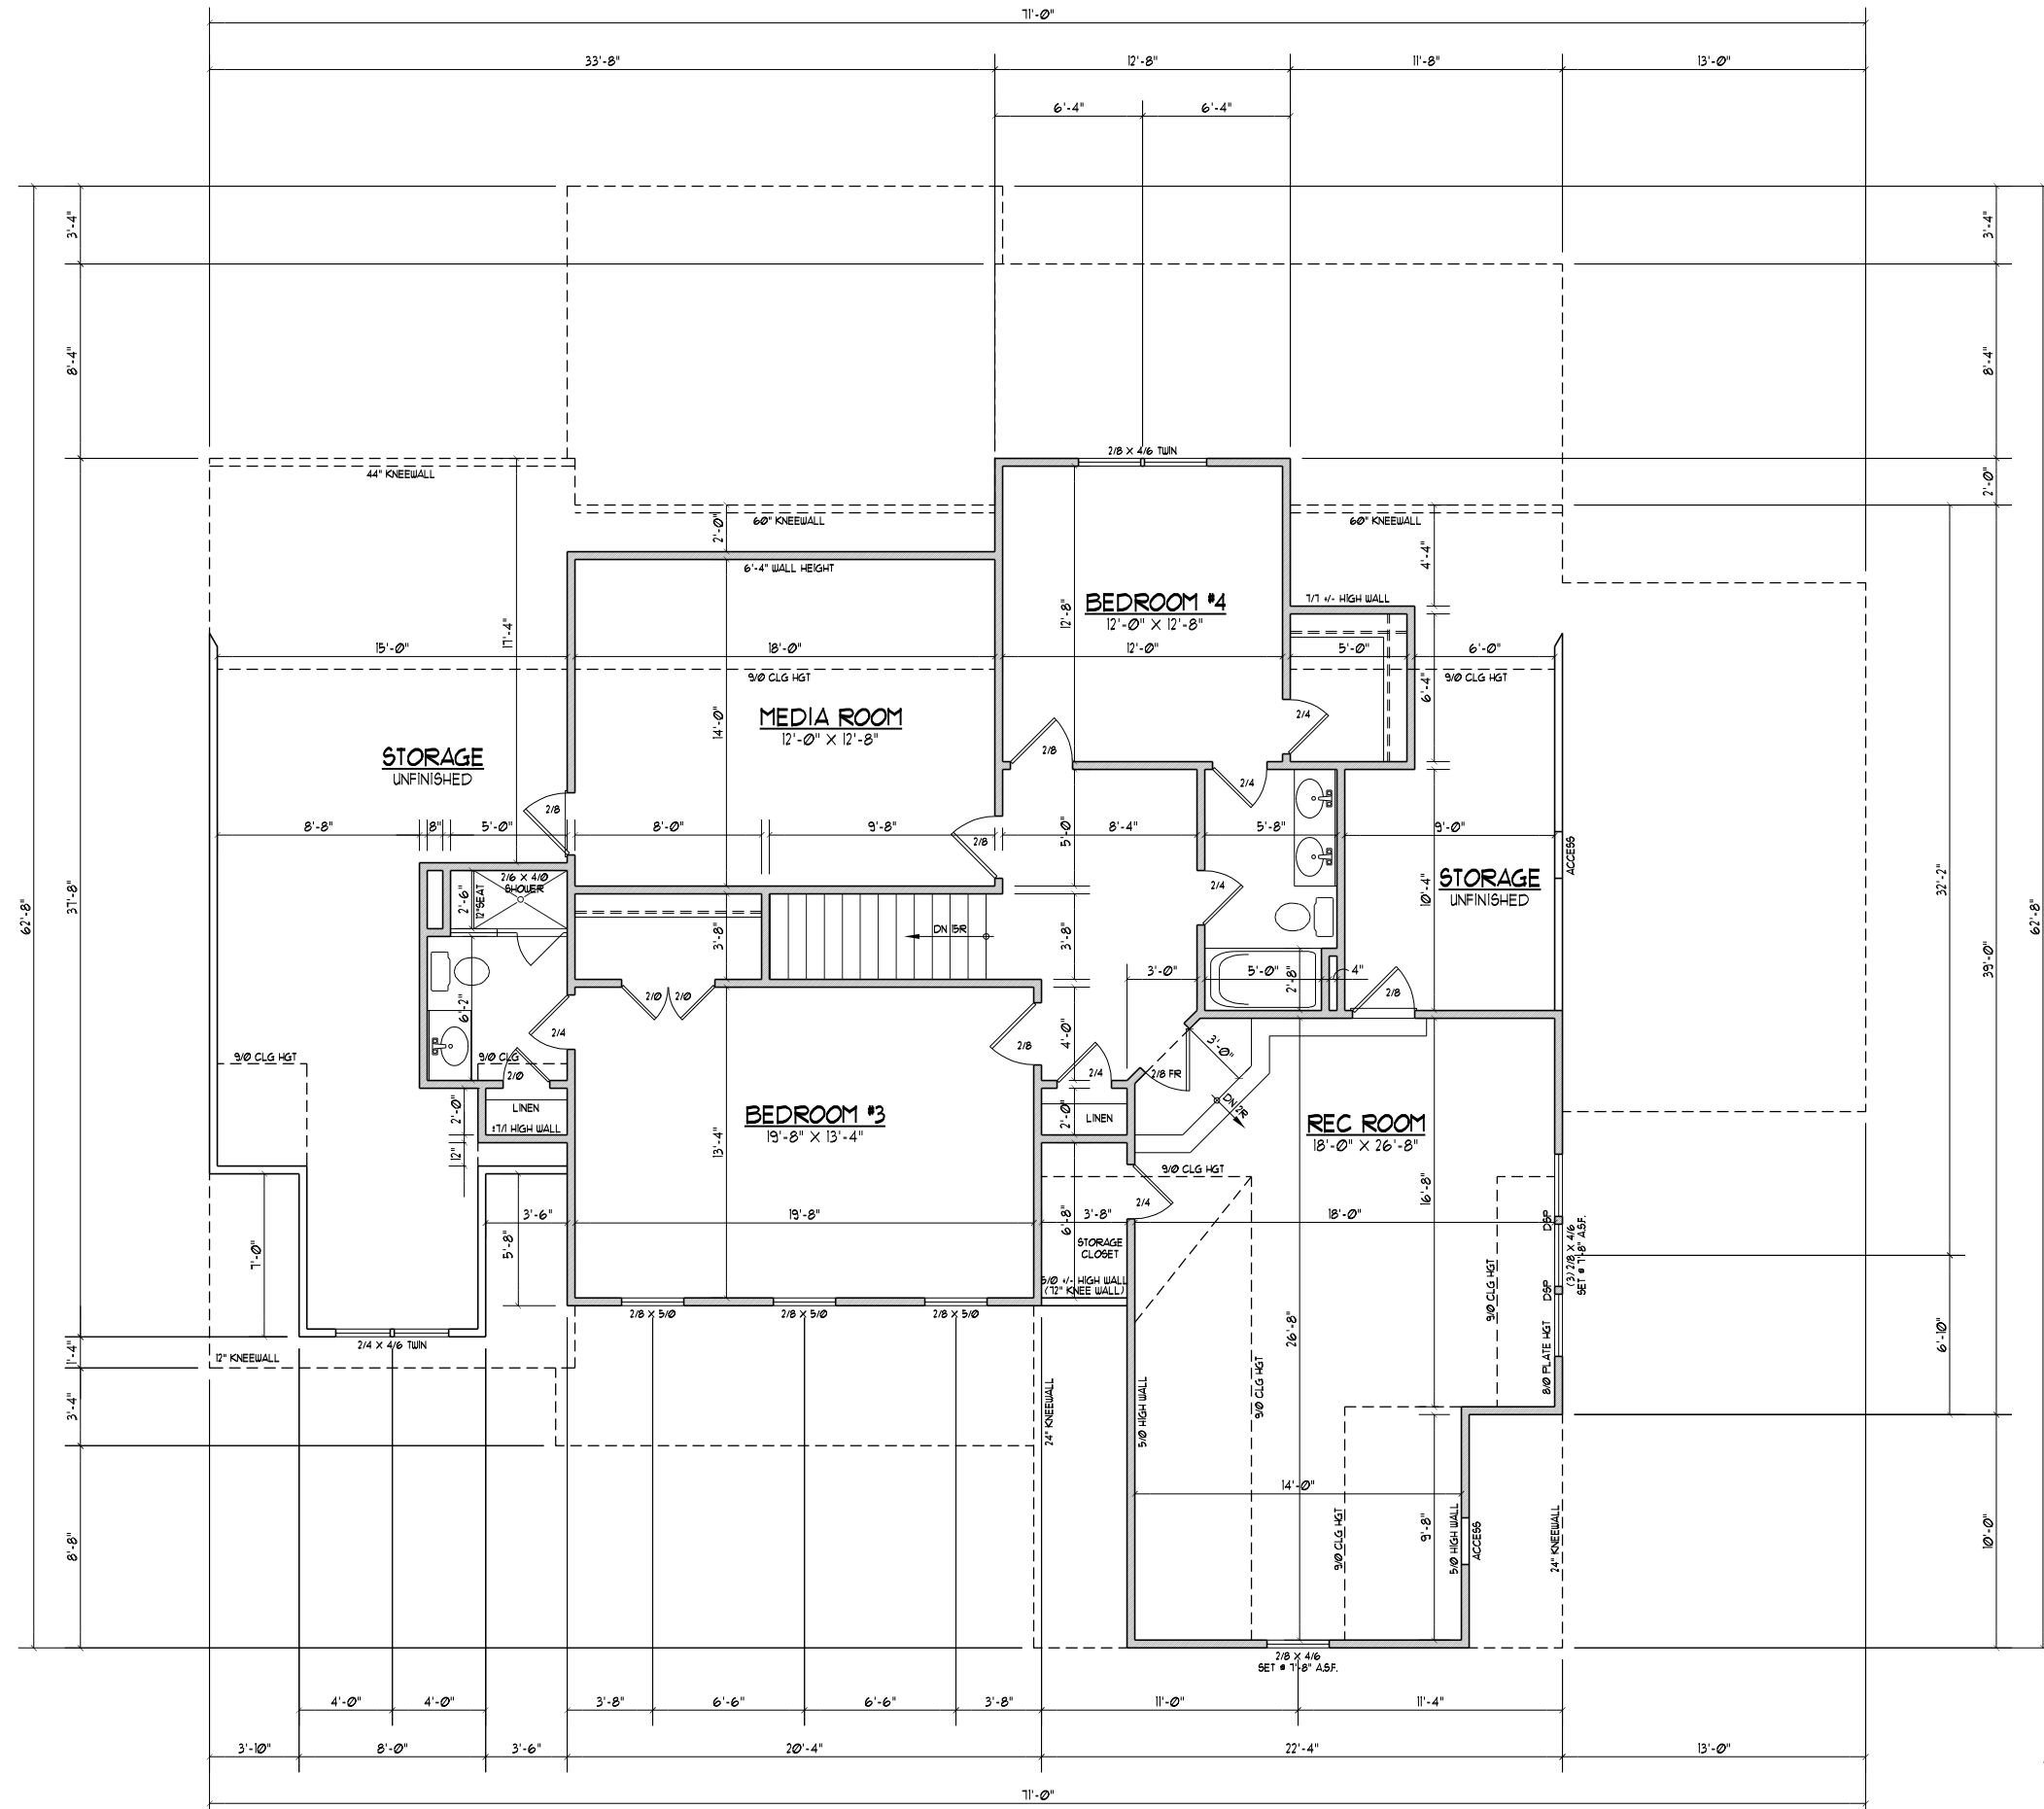 71'-0"
33'-8"
12'-8"
11'-8"
13'-0"
6'-4"
6'-4"
3'-4"
3'-4"
8'-4"
8'-4"
2/8 X 4/6 TWIN
44" KNEEWALL
2'-0"
2'-0"
60" KNEEWALL
60" KNEEWALL
4'-4"
6'-4" WALL HEIGHT
BEDROOM #4
12'-0" X 12'-8"
12'-8"
7/7 +/- HIGH WALL
17'-4"
15'-0"
18'-0"
12'-0"
5'-0"
6'-0"
9/0 CLG HGT
9/0 CLG HGT
6'-4"
MEDIA ROOM
12'-0" X 12'-8"
14'-0"
2/4
2/8
STORAGE
UNFINISHED
2/4
2/8
8'-8"
8"
5'-0"
8'-0"
9'-8"
2/8
8'-4"
5'-0"
5'-8"
9'-0"
ACCESS
STORAGE
UNFINISHED
10'-4"
32'-2"
37'-8"
62'-8"
62'-8"
39'-0"
2/6 X 4/0
SHOWER
2'-6"
12"SEAT
2/4
DN 15R
3'-8"
3'-8"
3'-0"
5'-0"
2'-8"
4"
2/8
2/0
2/0
6'-2"
2/4
2/8
4'-0"
3'-0"
9/0 CLG HGT
9/0 CLG
2/0
2/4
2/8 FR
DN 2R
LINEN
2'-0"
±7/1 HIGH WALL
12"
BEDROOM #3
19'-8" X 13'-4"
13'-4"
LINEN
2'-0"
REC ROOM
18'-0" X 26'-8"
9/0 CLG HGT
16'-8"
2/4
3'-6"
19'-8"
3'-8"
18'-0"
6'-8"
5'-8"
7'-0"
STORAGE
CLOSET
5/0 +/- HIGH WALL
(72" KNEE WALL)
DSP
DSP
(3) 2/8 X 4/6
SET @ 7'-8" A.S.F.
9/0 CLG HGT
8/0 PLATE HGT
6'-10"
26'-8"
2/8 X 5/0
2/8 X 5/0
2/8 X 5/0
2/4 X 4/6 TWIN
12" KNEEWALL
1'-4"
3'-4"
24" KNEEWALL
5/0 HIGH WALL
9/0 CLG HGT
14'-0"
9/0 CLG HGT
9'-8"
5/0 HIGH WALL
ACCESS
24" KNEEWALL
8'-8"
10'-0"
2/8 X 4/6
SET @ 7'-8" A.S.F.
4'-0"
4'-0"
3'-8"
6'-6"
6'-6"
3'-8"
11'-0"
11'-4"
3'-10"
8'-0"
3'-6"
20'-4"
22'-4"
13'-0"
71'-0"